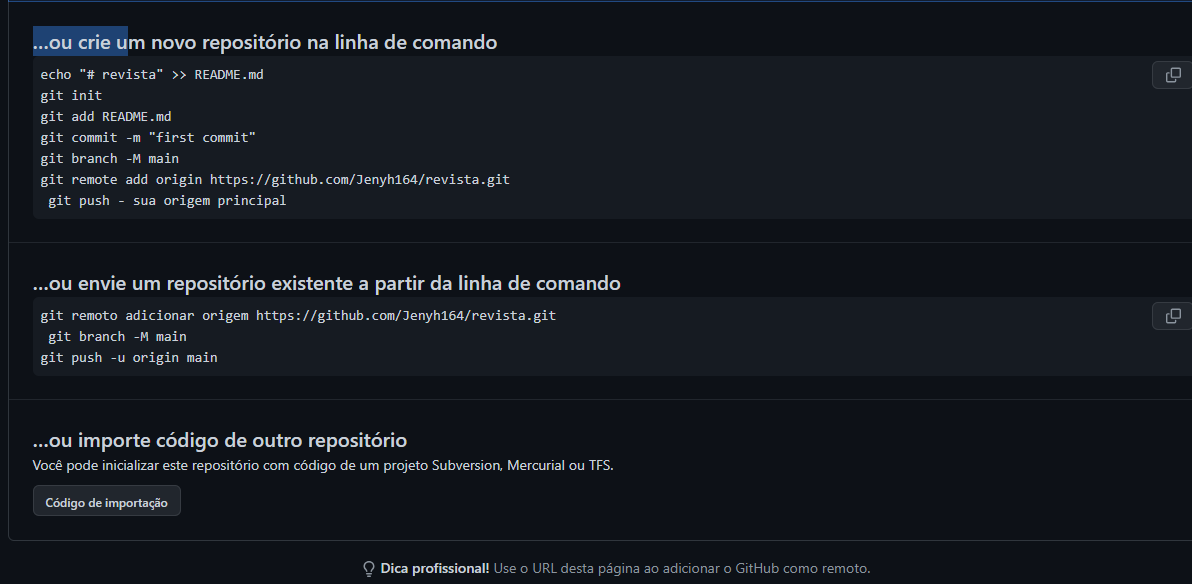 ...ou crie um novo repositório na linha de comando
echo "# revista" >> README.md
git init
git add README.md
git commit -m "first commit"
git branch -M main
git remote add origin https://github.com/Jenyh164/revista.git
git push - sua origem principal
...ou envie um repositório existente a partir da linha de comando
git remoto adicionar origem https://github.com/Jenyh164/revista.git
git branch -M main
git push -u origin main
...ou importe código de outro repositório
Você pode inicializar este repositório com código de um projeto Subversion, Mercurial ou TFS.
Código de importação
Dica profissional! Use o URL desta página ao adicionar o GitHub como remoto.